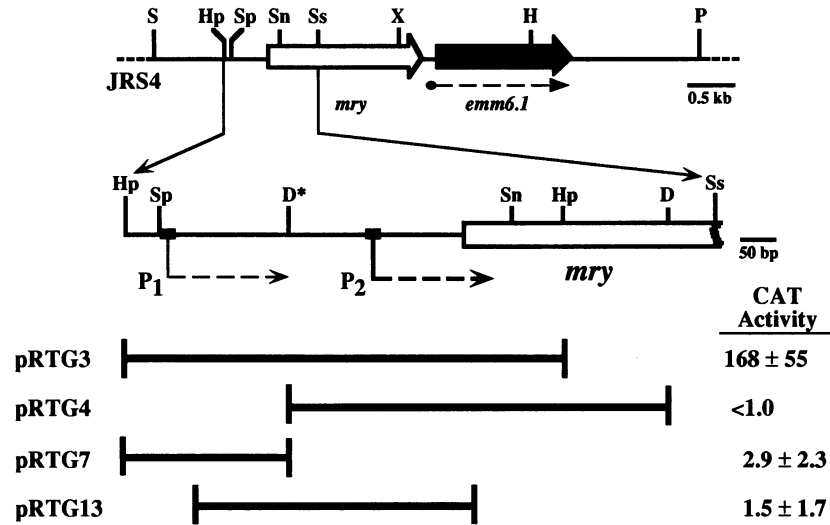 S Hp Sp Sn Ss X H P
JRS4 mry emm6.1 0.5 kb
Hp Sp D* Sn Hp D Ss
50 bp
P1 P2 mry
CAT
Activity
pRTG3 168 ± 55
pRTG4 <1.0
pRTG7 2.9 ± 2.3
pRTG13 1.5 ± 1.7